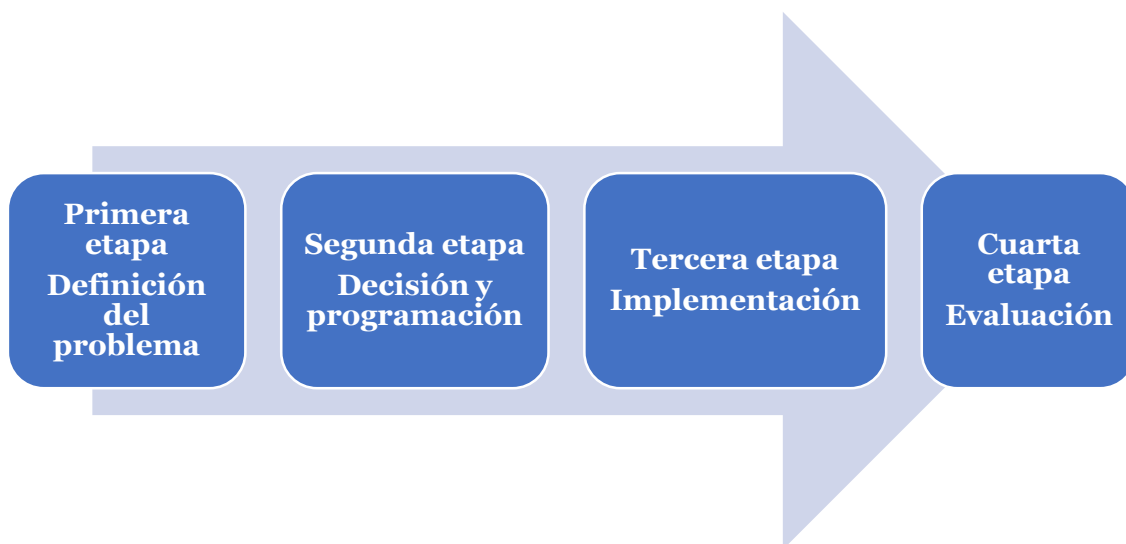 Primera
etapa
Definición
del
problema
Segunda etapa
Decisión y
programación
Tercera etapa
Implementación
Cuarta
etapa
Evaluación